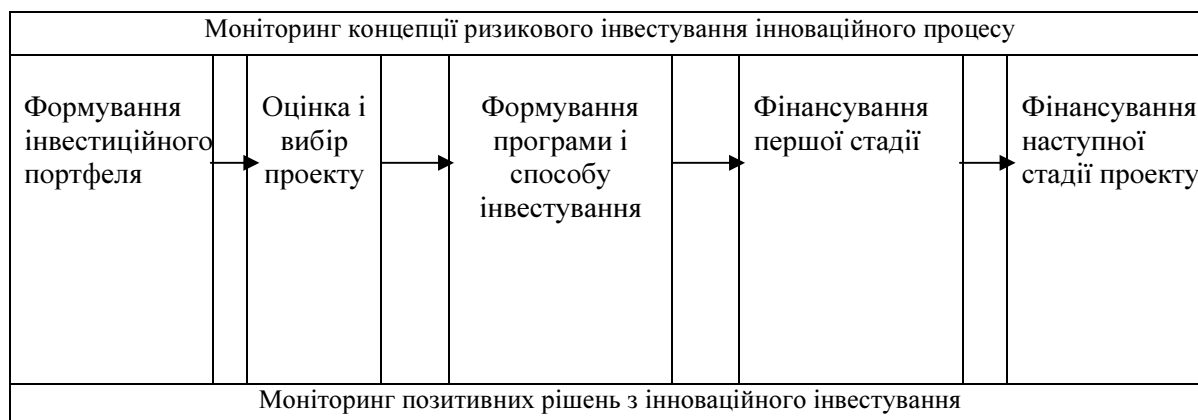 Моніторинг концепції ризикового інвестування інноваційного процесу
Формування
інвестиційного
портфеля
Оцінка і
вибір
проекту
Формування
програми і
способу
інвестування
Фінансування
першої стадії
Фінансування
наступної
стадії проекту
Моніторинг позитивних рішень з інноваційного інвестування